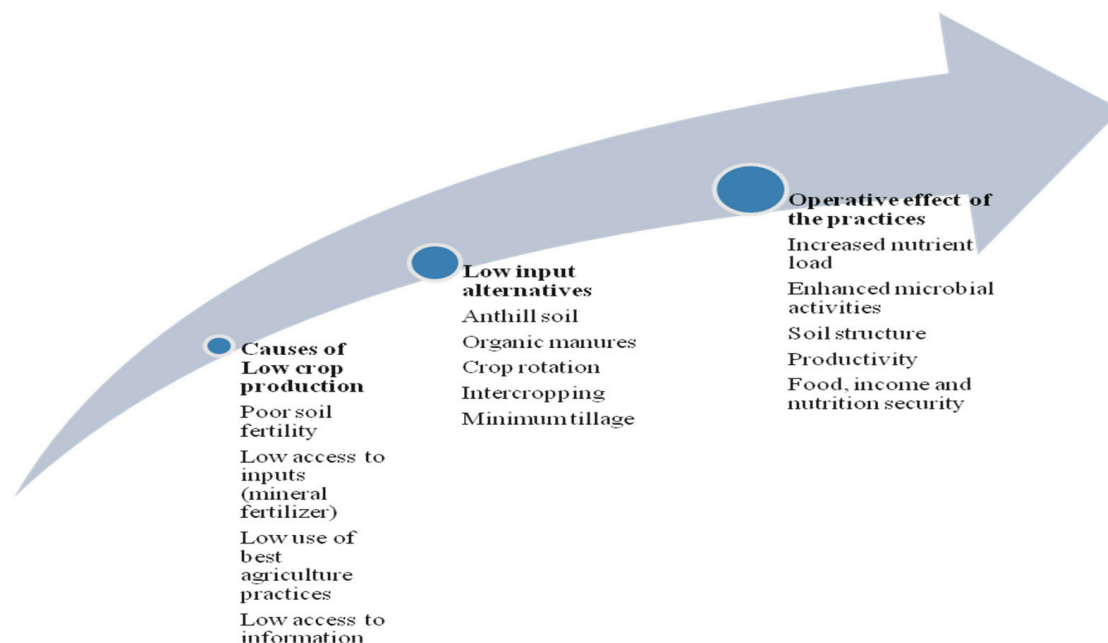 Causes of
Low crop
production
Poor soil
fertility
Low access to
inputs
(mineral
fertilizer)
Low use of
best
agriculture
practices
Low access to
information
Low input
alternatives
Anthill soil
Organic manures
Crop rotation
Intercropping
Minimum tillage
Operative effect of
the practices
Increased nutrient
load
Enhanced microbial
activities
Soil structure
Productivity
Food, income and
nutrition security